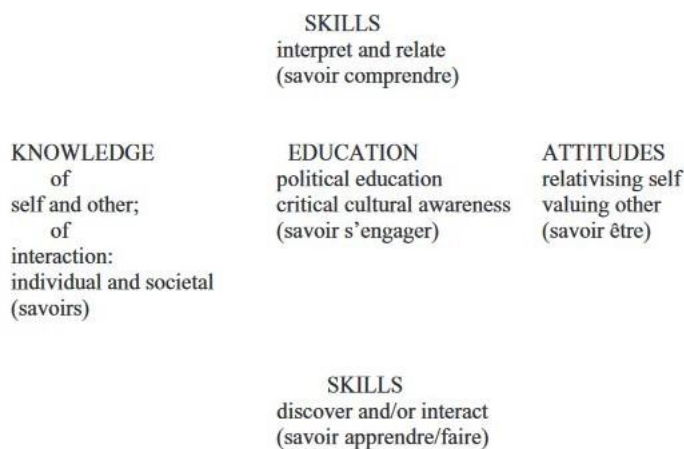 SKILLS
interpret and relate
(savoir comprendre)
KNOWLEDGE
of
self and other;
of
interaction:
individual and societal
(savoirs)
EDUCATION
political education
critical cultural awareness
(savoir s’engager)
ATTITUDES
relativising self
valuing other
(savoir être)
SKILLS
discover and/or interact
(savoir apprendre/faire)